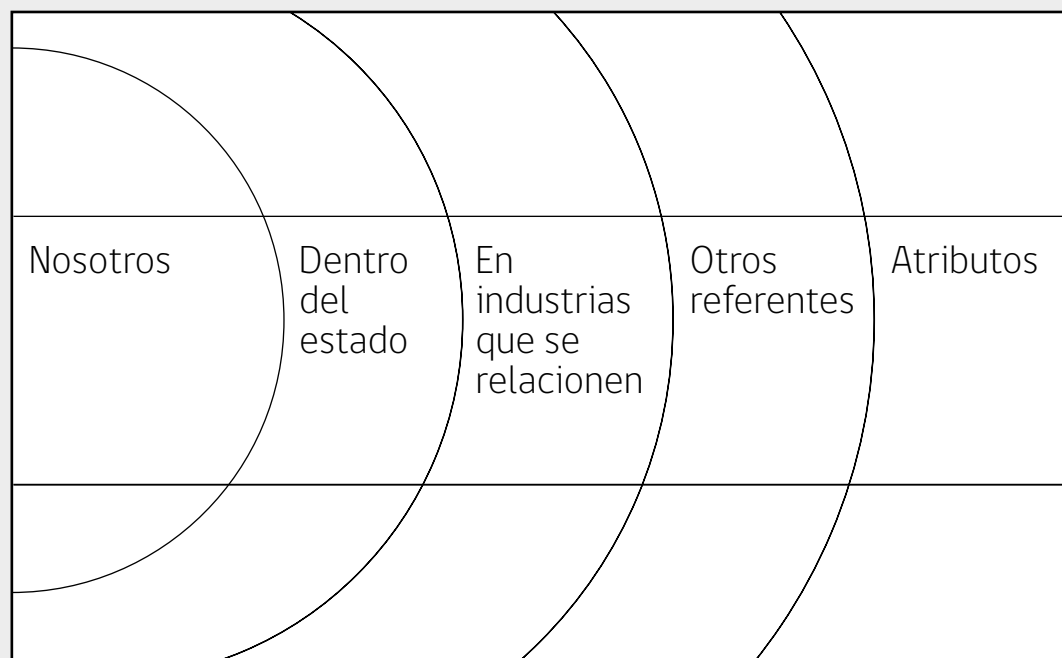 Nosotros
Dentro
del
estado
En
industrias
que se
relacionen
Otros
referentes
Atributos